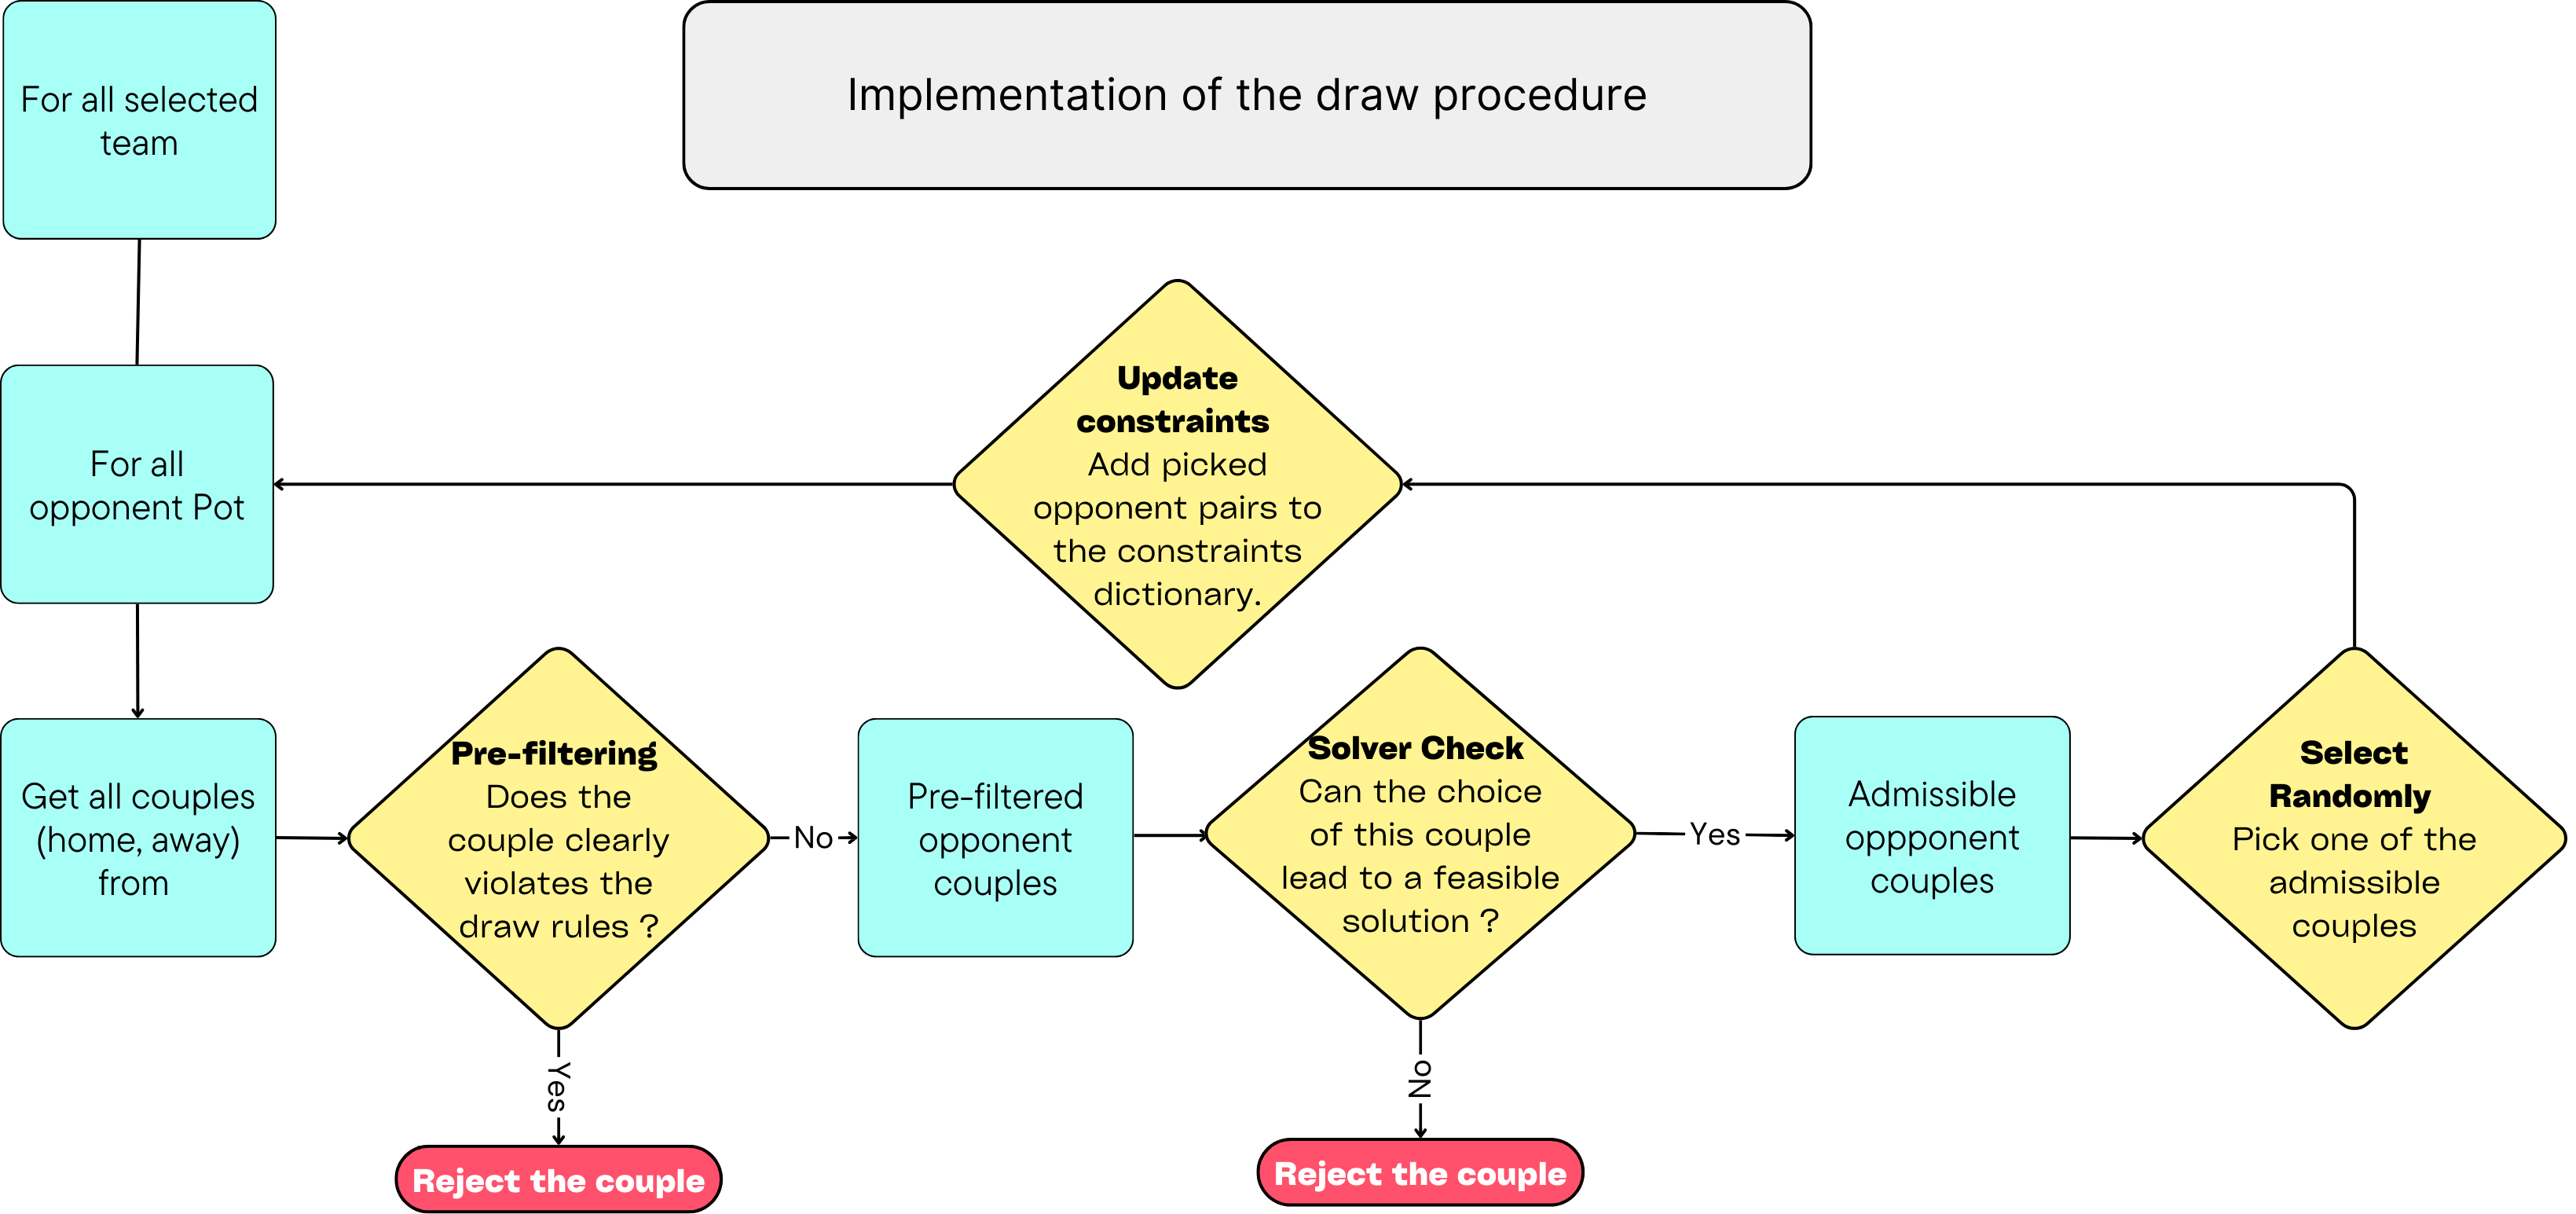 For all selected
team
Implementation of the draw procedure
Update
constraints
Add picked
opponent pairs to
the constraints
dictionary.
For all
opponent Pot
Get all couples
(home, away)
from
Pre-filtering
Does the
couple clearly
violates the
draw rules ?
No
Pre-filtered
opponent
couples
Solver Check
Can the choice
of this couple
lead to a feasible
solution ?
Yes
Admissible
oppponent
couples
Select
Randomly
Pick one of the
admissible
couples
Yes
No
Reject the couple
Reject the couple